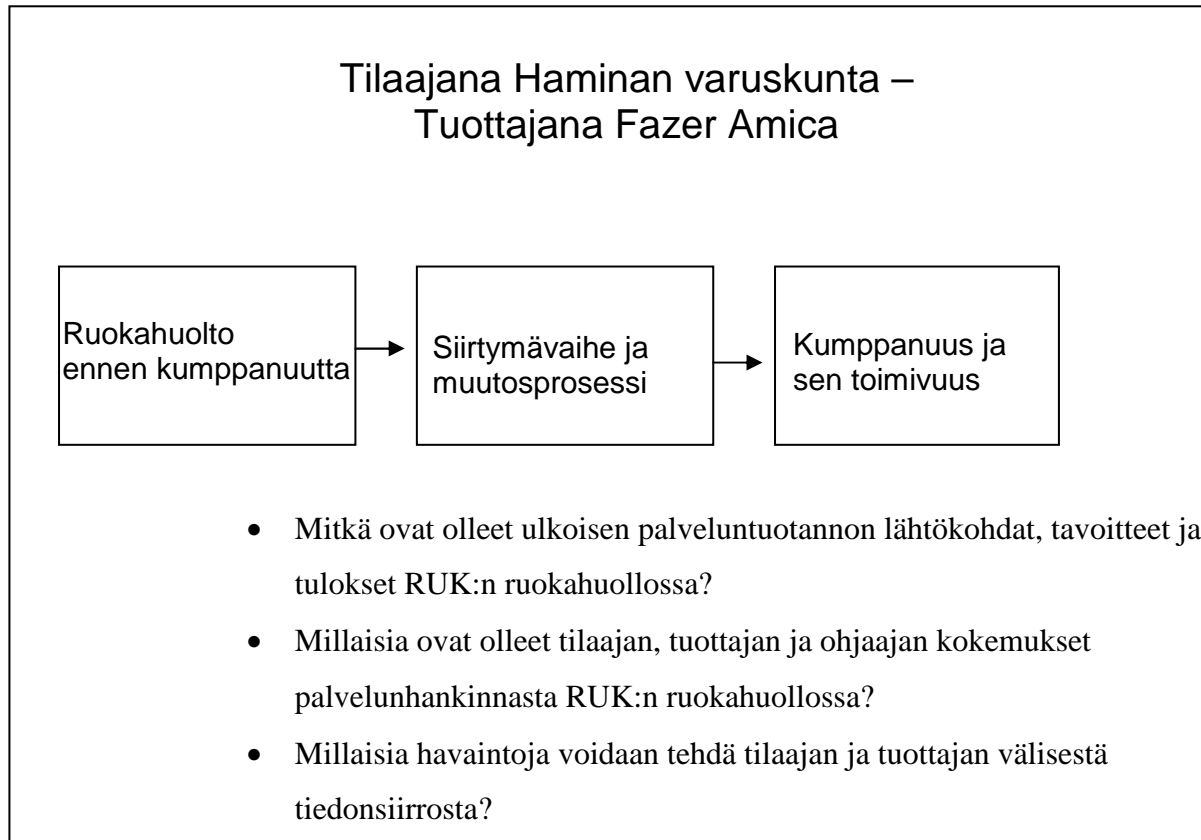 Tilaajana Haminan varuskunta –
Tuottajana Fazer Amica
Ruokahuolto
ennen kumppanuutta
Siirtymävaihe ja
muutosprosessi
Kumppanuus ja
sen toimivuus
• Mitkä ovat olleet ulkoisen palveluntuotannon lähtökohdat, tavoitteet ja
tulokset RUK:n ruokahuollossa?
• Millaisia ovat olleet tilaajan, tuottajan ja ohjaajan kokemukset
palvelunhankinnasta RUK:n ruokahuollossa?
• Millaisia havaintoja voidaan tehdä tilaajan ja tuottajan välisestä
tiedonsiirrosta?